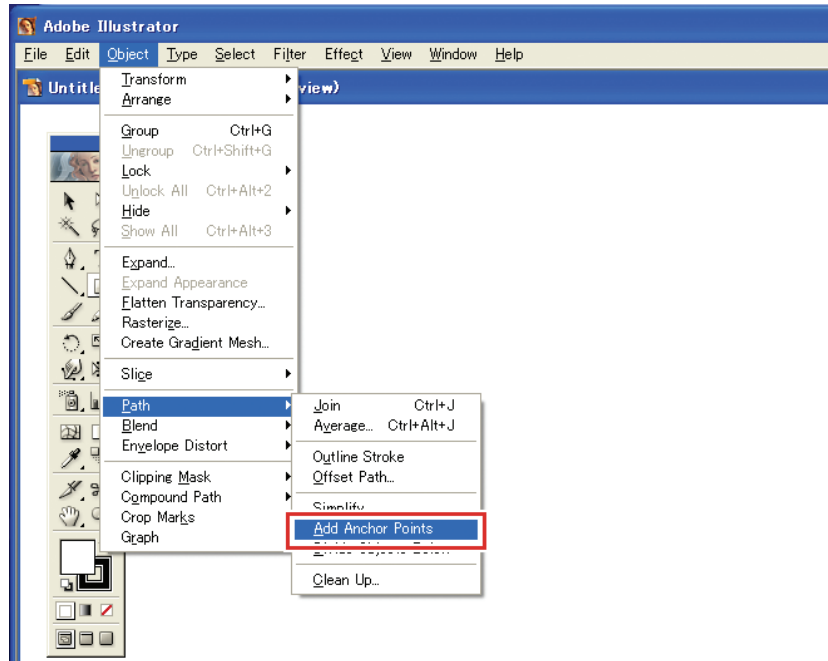 Adobe Illustrator
File Edit Object Type Select Filter Effect View Window Help
Untitle view)
Transform
Arrange
Group Ctrl+G
Ungroup Ctrl+Shift+G
Lock
Unlock All Ctrl+Alt+2
Hide
Show All Ctrl+Alt+3
Expand...
Expand Appearance
Flatten Transparency...
Rasterize...
Create Gradient Mesh...
Slice
Path
Blend
Envelope Distort
Clipping Mask
Compound Path
Crop Marks
Graph
Join Ctrl+J
Average... Ctrl+Alt+J
Outline Stroke
Offset Path...
Simplify
Add Anchor Points
Clean Up...